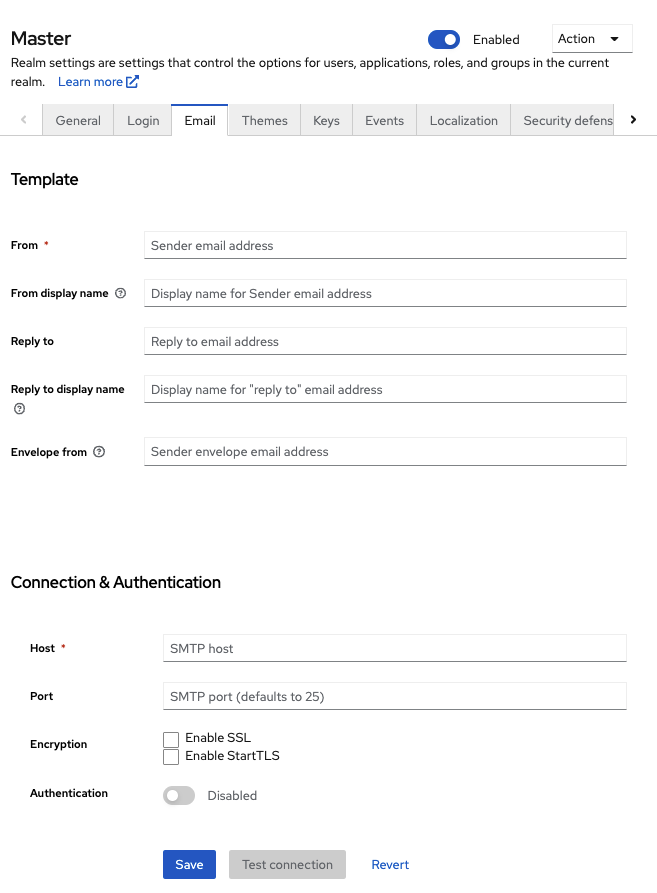 Master
Enabled
Action
Realm settings are settings that control the options for users, applications, roles, and groups in the current
realm. Learn more
General Login Email Themes Keys Events Localization Security defens
Template
From *
Sender email address
From display name
Display name for Sender email address
Reply to
Reply to email address
Reply to display name
Display name for "reply to" email address
Envelope from
Sender envelope email address
Connection & Authentication
Host *
SMTP host
Port
SMTP port (defaults to 25)
Encryption
Enable SSL
Enable StartTLS
Authentication
Disabled
Save Test connection Revert